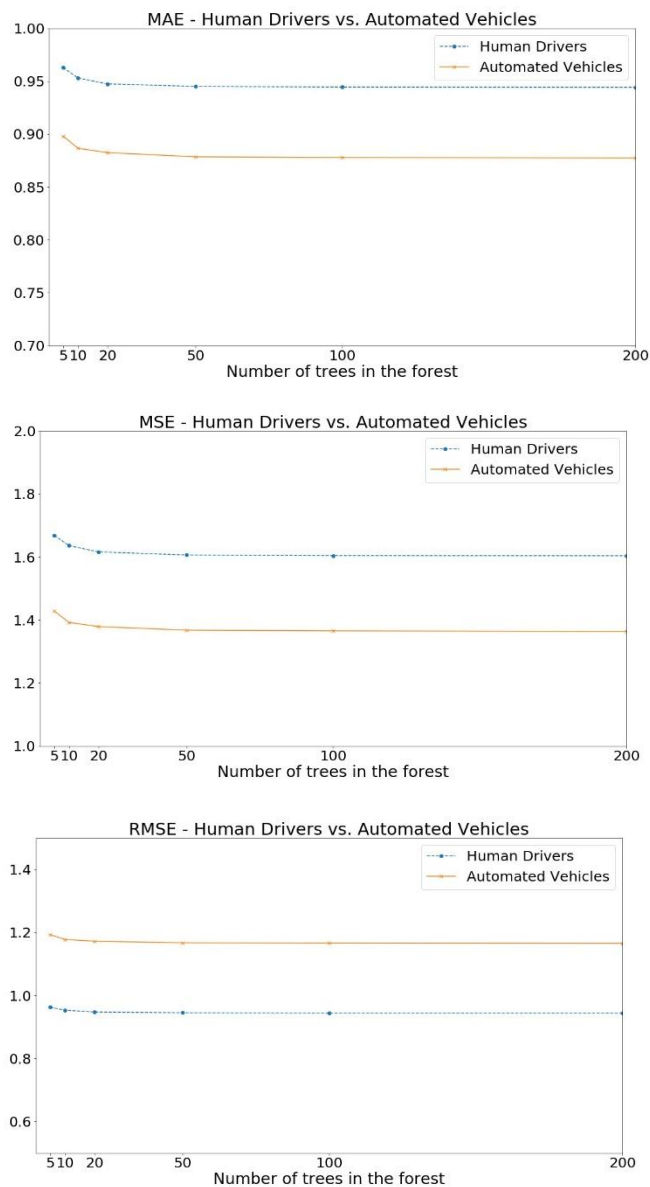 MAE - Human Drivers vs. Automated Vehicles
1.00
0.95
0.90
0.85
0.80
0.75
0.70
Human Drivers
Automated Vehicles
5 10 20 50 100 200
Number of trees in the forest
MSE - Human Drivers vs. Automated Vehicles
2.0
1.8
1.6
1.4
1.2
1.0
Human Drivers
Automated Vehicles
5 10 20 50 100 200
Number of trees in the forest
RMSE - Human Drivers vs. Automated Vehicles
1.4
1.2
1.0
0.8
0.6
Human Drivers
Automated Vehicles
5 10 20 50 100 200
Number of trees in the forest